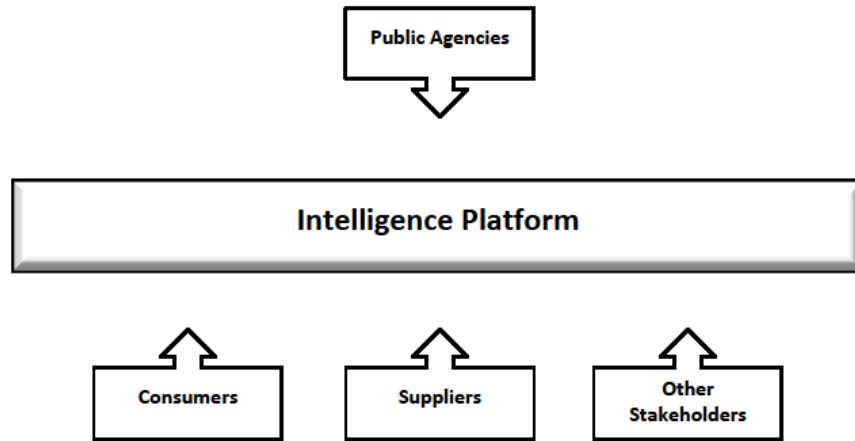 Public Agencies
Intelligence Platform
Consumers
Suppliers
Other
Stakeholders